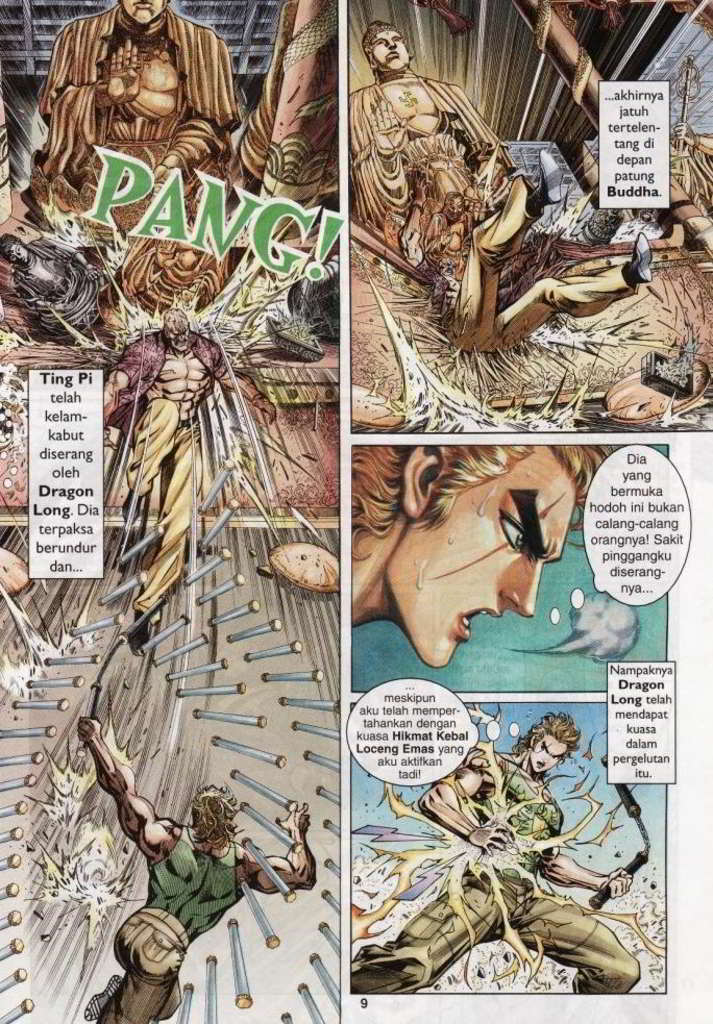 PANG!
Ting Pi
telah
kelam-
kabut
diserang
oleh
Dragon
Long. Dia
terpaksa
berundur
dan...
...akhirnya
jatuh
tertelen-
tang di
depan
patung
Buddha.
Dia
yang
bermuka
hodoh ini bukan
calang-calang
orangnya! Sakit
pinggangku
diserang-
nya...
Nampaknya
Dragon
Long telah
mendapat
kuasa
dalam
pergelutan
itu.
...
meskipun
aku telah memper-
tahankan dengan
kuasa Hikmat Kebal
Loceng Emas yang
aku aktifkan
tadi!
9